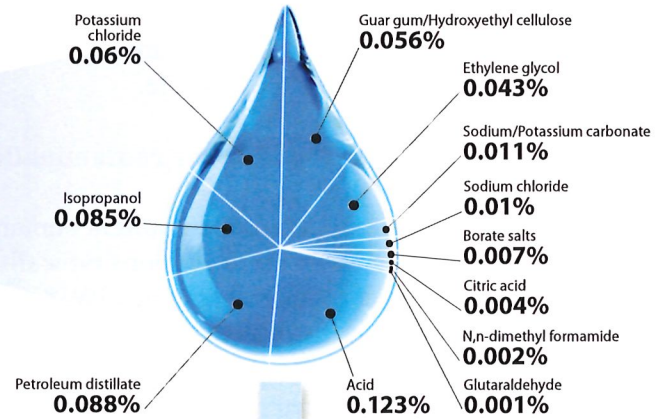 Potassium
chloride
0.06%
Guar gum/Hydroxyethyl cellulose
0.056%
Ethylene glycol
0.043%
Sodium/Potassium carbonate
0.011%
Sodium chloride
0.01%
Isopropanol
0.085%
Borate salts
0.007%
Citric acid
0.004%
N,n-dimethyl formamide
0.002%
Petroleum distillate
0.088%
Acid
0.123%
Glutaraldehyde
0.001%